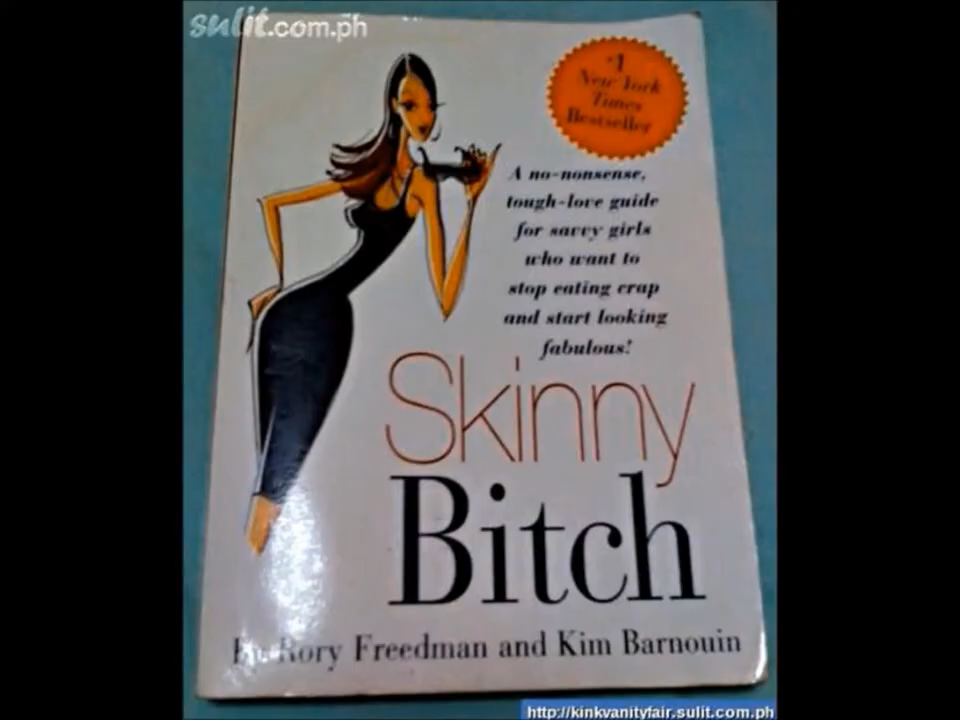 sulit.com.ph
#1
New York
Times
Bestseller
A no-nonsense,
tough-love guide
for savvy girls
who want to
stop eating crap
and start looking
fabulous!
Skinny
Bitch
By Rory Freedman and Kim Barnouin
http://kinkvanityfair.sulit.com.ph